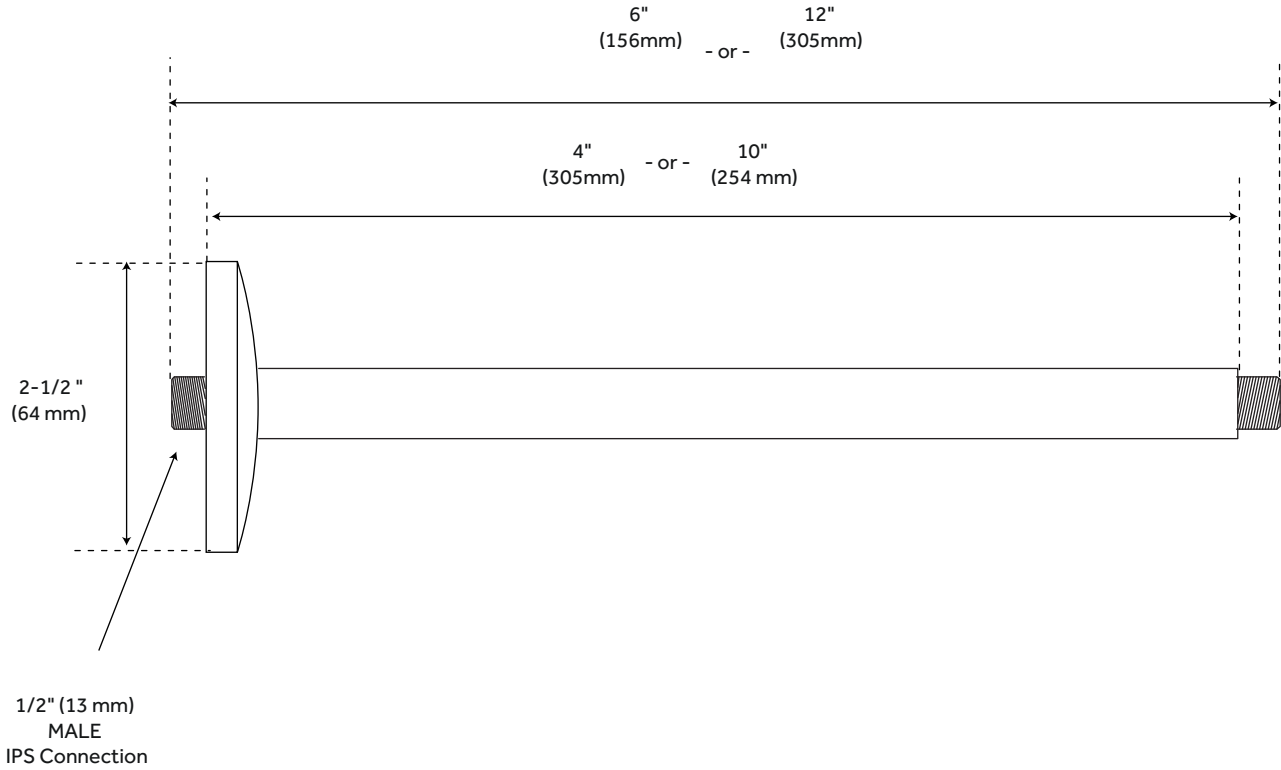 6" 12"
(156mm) - or - (305mm)
4" - or - 10"
(305mm) (254 mm)
2-1/2 "
(64 mm)
1/2" (13 mm)
MALE
IPS Connection